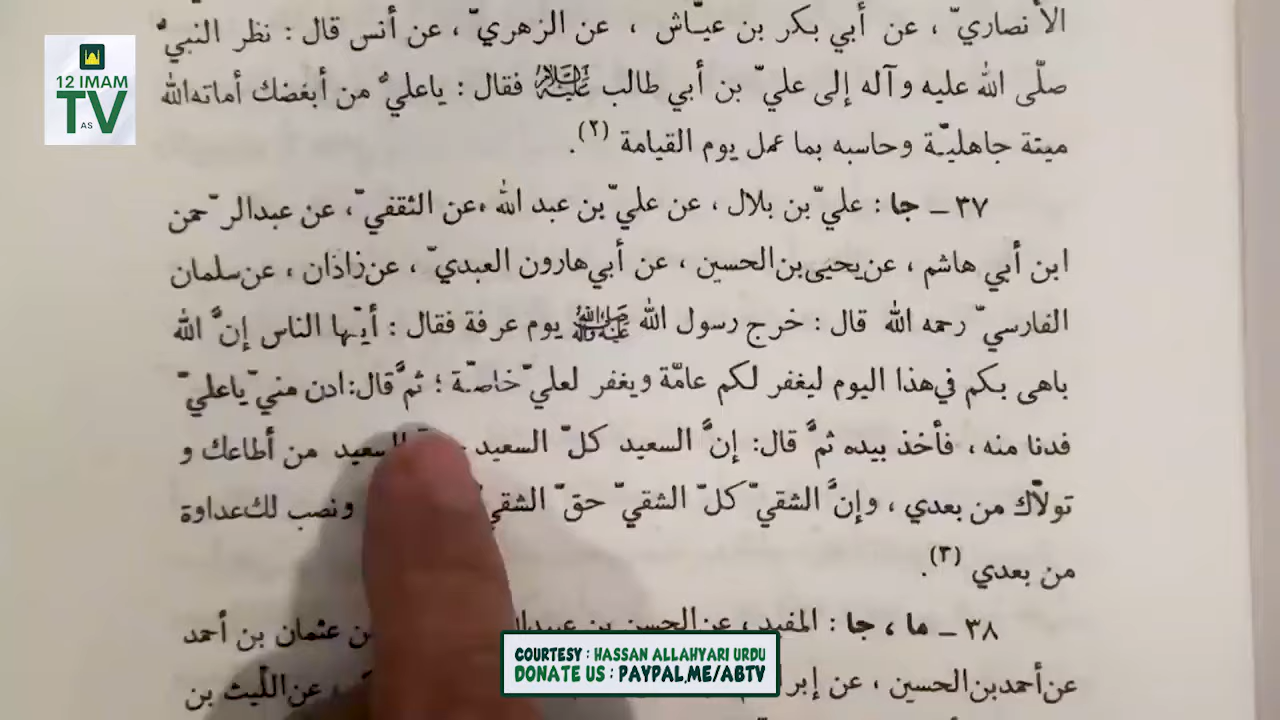 12 IMAM
TV
AS
الأنصاريّ ، عن أبي بكر بن عيّاش ، عن الزهريّ ، عن أنس قال : نظر النبيّ
صلّى الله عليه وآله إلى عليّ بن أبي طالب عليه السلام فقال : ياعليّ من أبغضك أماته الله
ميتة جاهليّة وحاسبه بما عمل يوم القيامة (٢).
٣٧ ـ جا : عليّ بن بلال ، عن عليّ بن عبد الله ، عن الثقفيّ ، عن عبدالرّحمن
ابن أبي هاشم ، عن يحيى بن الحسين ، عن أبي هارون العبديّ ، عن زاذان ، عن سلمان
الفارسيّ رحمه الله قال : خرج رسول الله صلى الله عليه وآله يوم عرفة فقال : أيّها الناس إنَّ الله
باهى بكم في هذا اليوم ليغفر لكم عامّة ويغفر لعليّ خاصّة ؛ ثمَّ قال: ادن منّي ياعليّ
فدنا منه ، فأخذ بيده ثمَّ قال: إنَّ السعيد كلّ السعيد السعيد من أطاعك و
تولاّك من بعدي ، وإنَّ الشقيّ كلّ الشقيّ حقّ الشقيّ ونصب لك عداوة
من بعدي (٣).
٣٨ ـ ما ، جا : المفيد ، عن الحسن بن عثمان بن أحمد
عن أحمد بن الحسين ، عن عن اللّيث بن
COURTESY : HASSAN ALLAHYARI URDU
DONATE US : PAYPAL.ME/ABTV